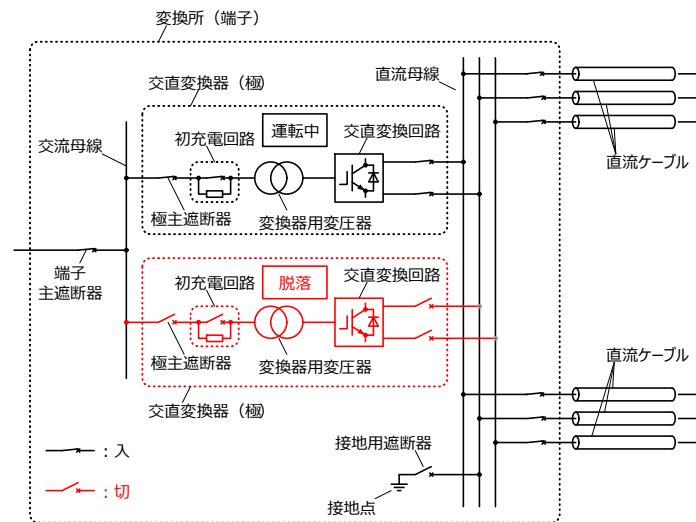 変換所（端子）
交直変換器（極）
直流母線
初充電回路
運転中
交直変換回路
交流母線
直流ケーブル
極主遮断器
変換器用変圧器
端子
主遮断器
初充電回路
脱落
交直変換回路
極主遮断器
変換器用変圧器
直流ケーブル
交直変換器（極）
接地用遮断器
：入
：切
接地点